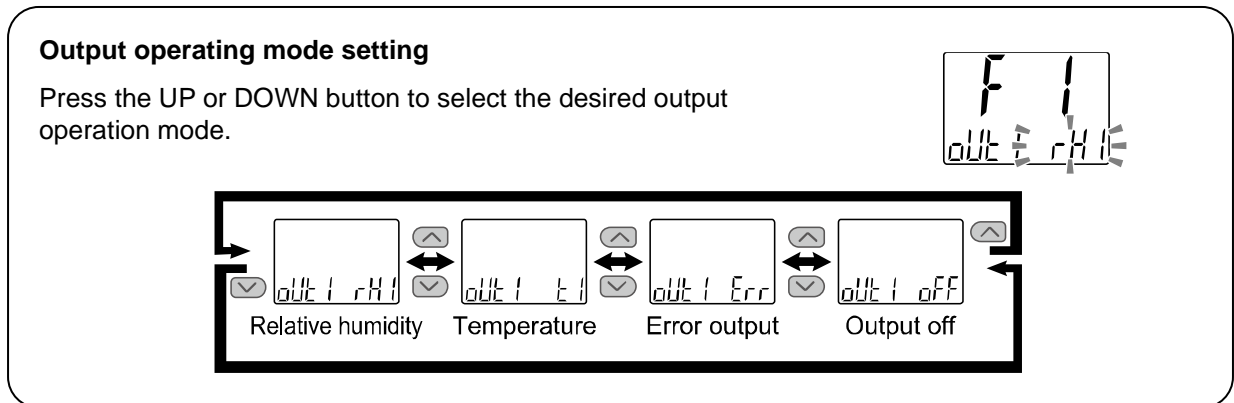 Output operating mode setting
Press the UP or DOWN button to select the desired output
operation mode.
F 1
oUt 1 rH1
oUt 1 rH1
oUt 1 t1
oUt 1 Err
oUt 1 oFF
Relative humidity
Temperature
Error output
Output off